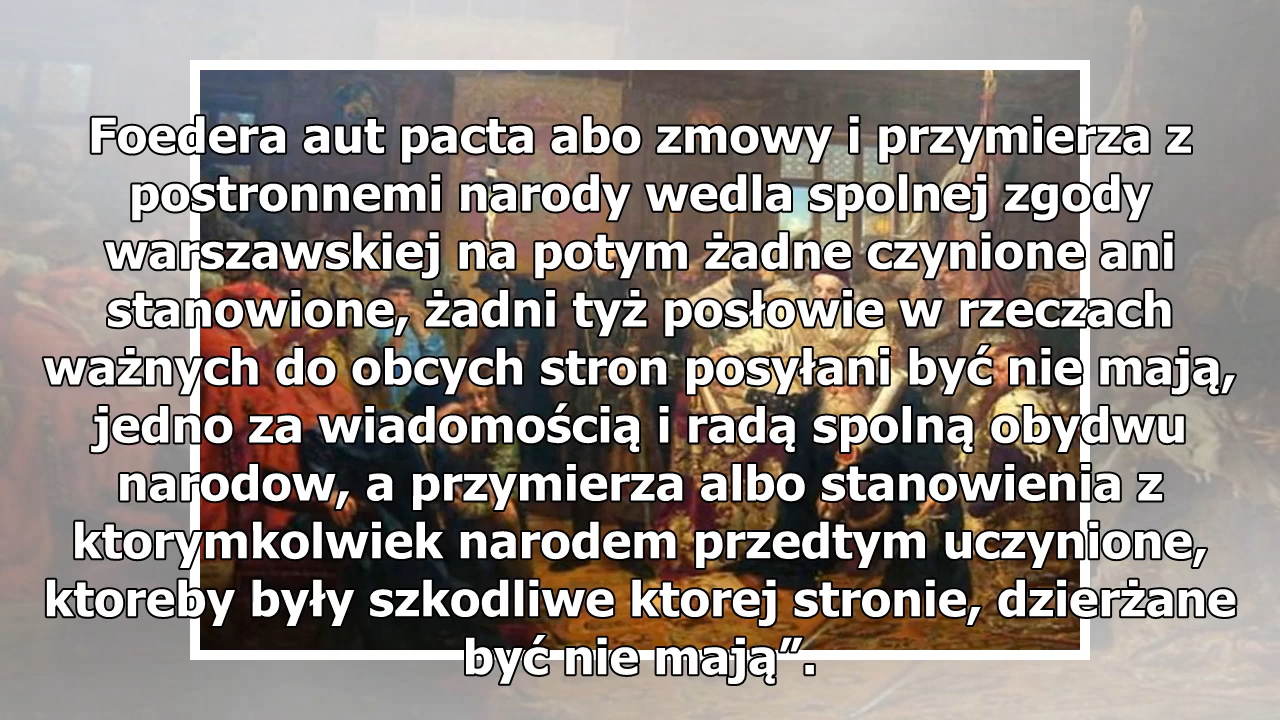 Foedera aut pacta abo zmowy i przymierza z
postronnemi narody wedla spolnej zgody
warszawskiej na potym żadne czynione ani
stanowione, żadni tyż posłowie w rzeczach
ważnych do obcych stron posyłani być nie mają,
jedno za wiadomością i radą spolną obydwu
narodow, a przymierza albo stanowienia z
ktorymkolwiek narodem przedtym uczynione,
ktoreby były szkodliwe ktorej stronie, dzierżane
być nie mają”.